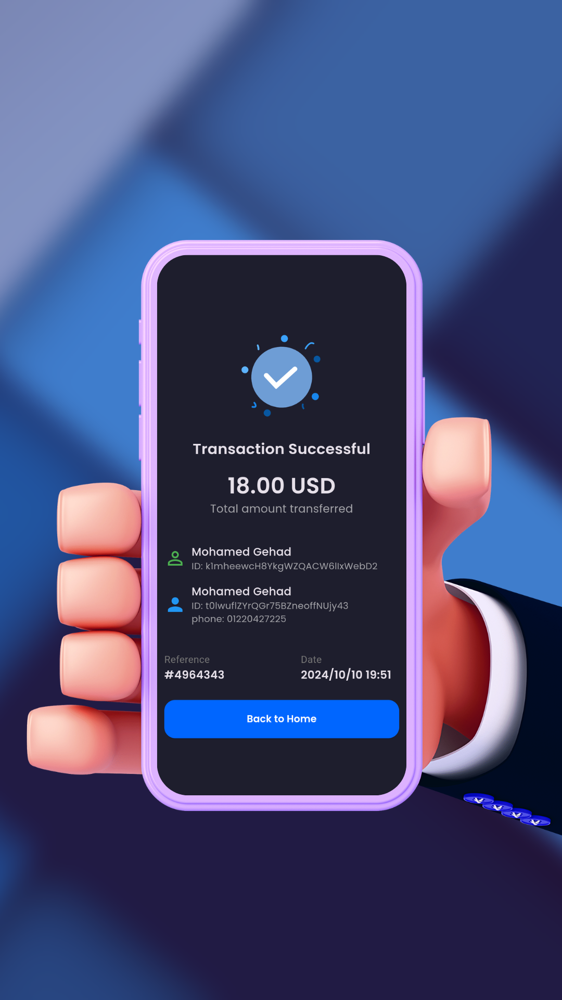 Transaction Successful
18.00 USD
Total amount transferred
Mohamed Gehad
ID: k1mheewcH8YkgWZQACW6lIxWebD2
Mohamed Gehad
ID: t0lwuflZYrQGr75BZneoffNUjy43
phone: 01220427225
Reference
Date
#4964343
2024/10/10 19:51
Back to Home